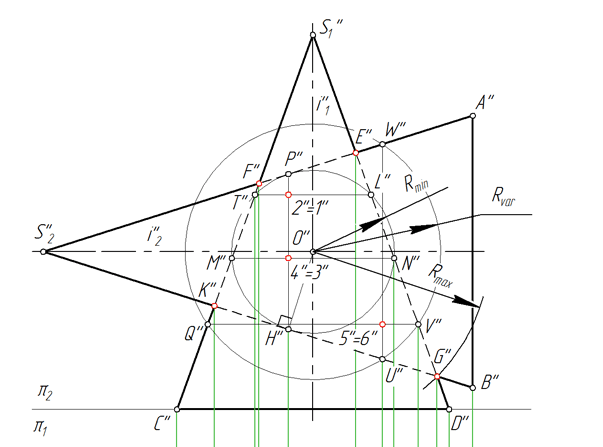 S₁"
i"₁
A"
E" W"
P"
F"
T" L" R_min
2"=1" R_var
S"₂ i"₂ O"
M" 4"=3" N" R_max
K"
Q" H" 5"=6" V"
G"
U" B"
π₂
C" D"
π₁